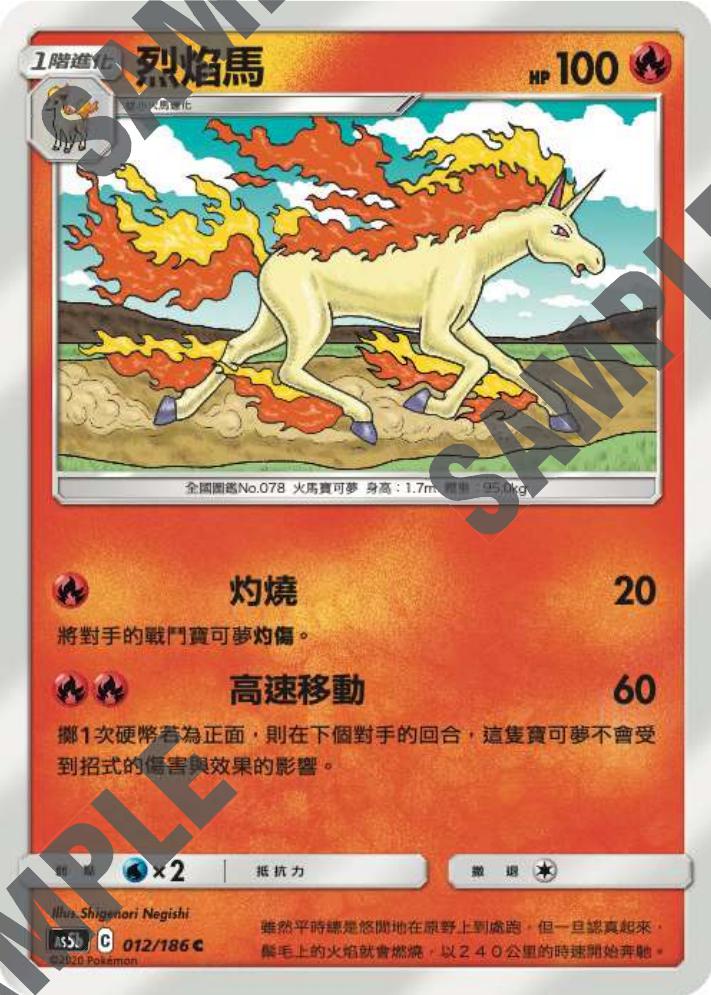 SAMPLE
1階進化
烈焰馬
HP 100
從小火馬進化
SAMPLE
全國圖鑑No.078 火馬寶可夢 身高：1.7m 體重：95.0kg
灼燒 20
將對手的戰鬥寶可夢灼傷。
高速移動 60
擲1次硬幣若為正面，則在下個對手的回合，這隻寶可夢不會受
到招式的傷害與效果的影響。
SAMPLE
弱點 ×2 抵抗力 撤退
Illus. Shigenori Negishi
雖然平時總是悠閒地在原野上到處跑，但一旦認真起來，
鬃毛上的火焰就會燃燒，以２４０公里的時速開始奔馳。
AS5b C 012/186 C
©2020 Pokémon